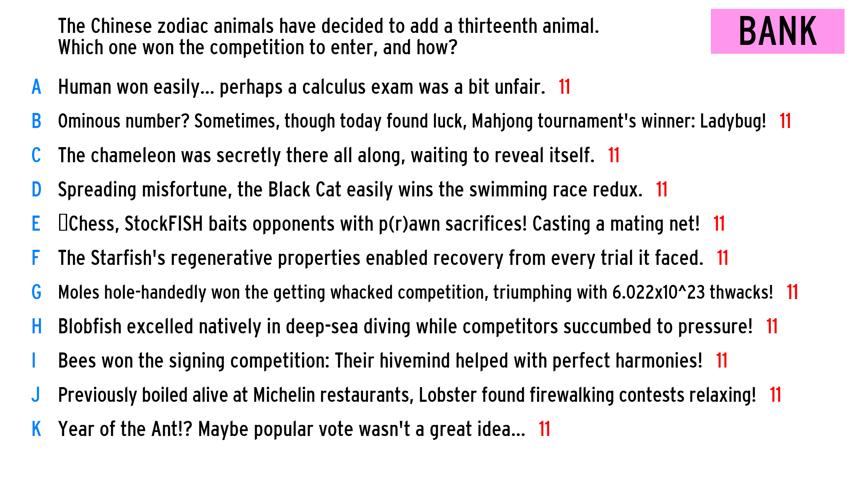 The Chinese zodiac animals have decided to add a thirteenth animal.
Which one won the competition to enter, and how?
BANK
A Human won easily... perhaps a calculus exam was a bit unfair. 11
B Ominous number? Sometimes, though today found luck, Mahjong tournament's winner: Ladybug! 11
C The chameleon was secretly there all along, waiting to reveal itself. 11
D Spreading misfortune, the Black Cat easily wins the swimming race redux. 11
E ▯Chess, StockFISH baits opponents with p(r)awn sacrifices! Casting a mating net! 11
F The Starfish's regenerative properties enabled recovery from every trial it faced. 11
G Moles hole-handedly won the getting whacked competition, triumphing with 6.022x10^23 thwacks! 11
H Blobfish excelled natively in deep-sea diving while competitors succumbed to pressure! 11
I Bees won the signing competition: Their hivemind helped with perfect harmonies! 11
J Previously boiled alive at Michelin restaurants, Lobster found firewalking contests relaxing! 11
K Year of the Ant!? Maybe popular vote wasn't a great idea... 11